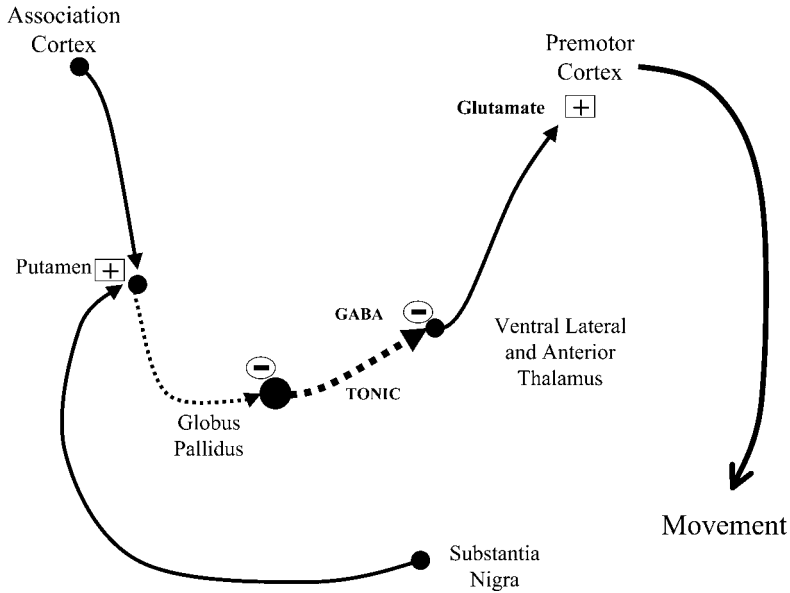 Association
Cortex
Premotor
Cortex
Glutamate +
Putamen +
GABA −
Ventral Lateral
and Anterior
Thalamus
−
TONIC
Globus
Pallidus
Movement
Substantia
Nigra